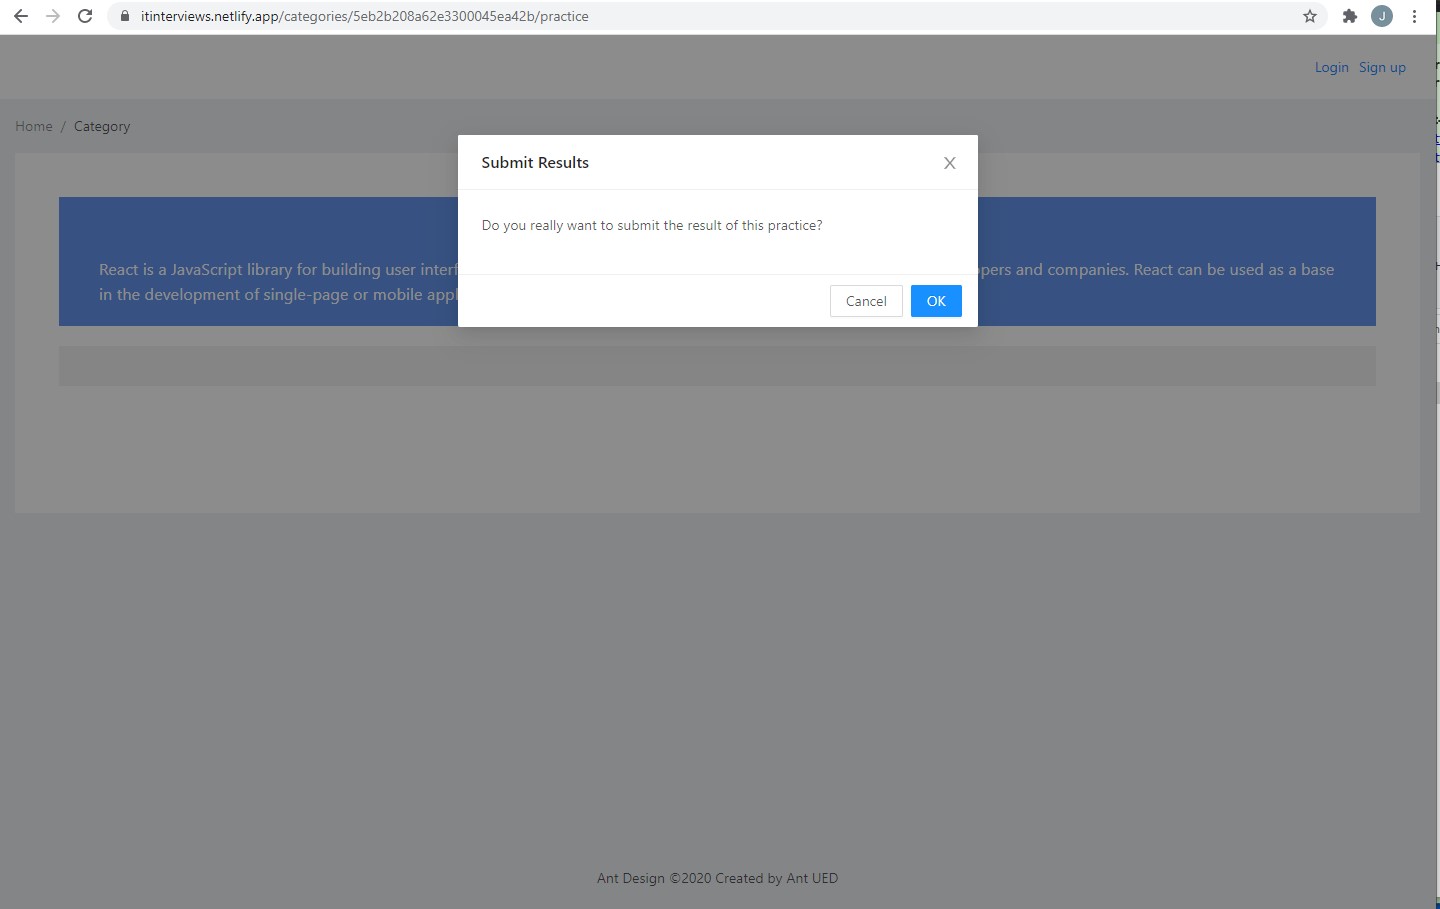 itinterviews.netlify.app/categories/5eb2b208a62e3300045ea42b/practice
J
Login Sign up
Home / Category
Submit Results
Do you really want to submit the result of this practice?
React is a JavaScript library for building user interf
opers and companies. React can be used as a base
in the development of single-page or mobile appl
Cancel OK
Ant Design ©2020 Created by Ant UED